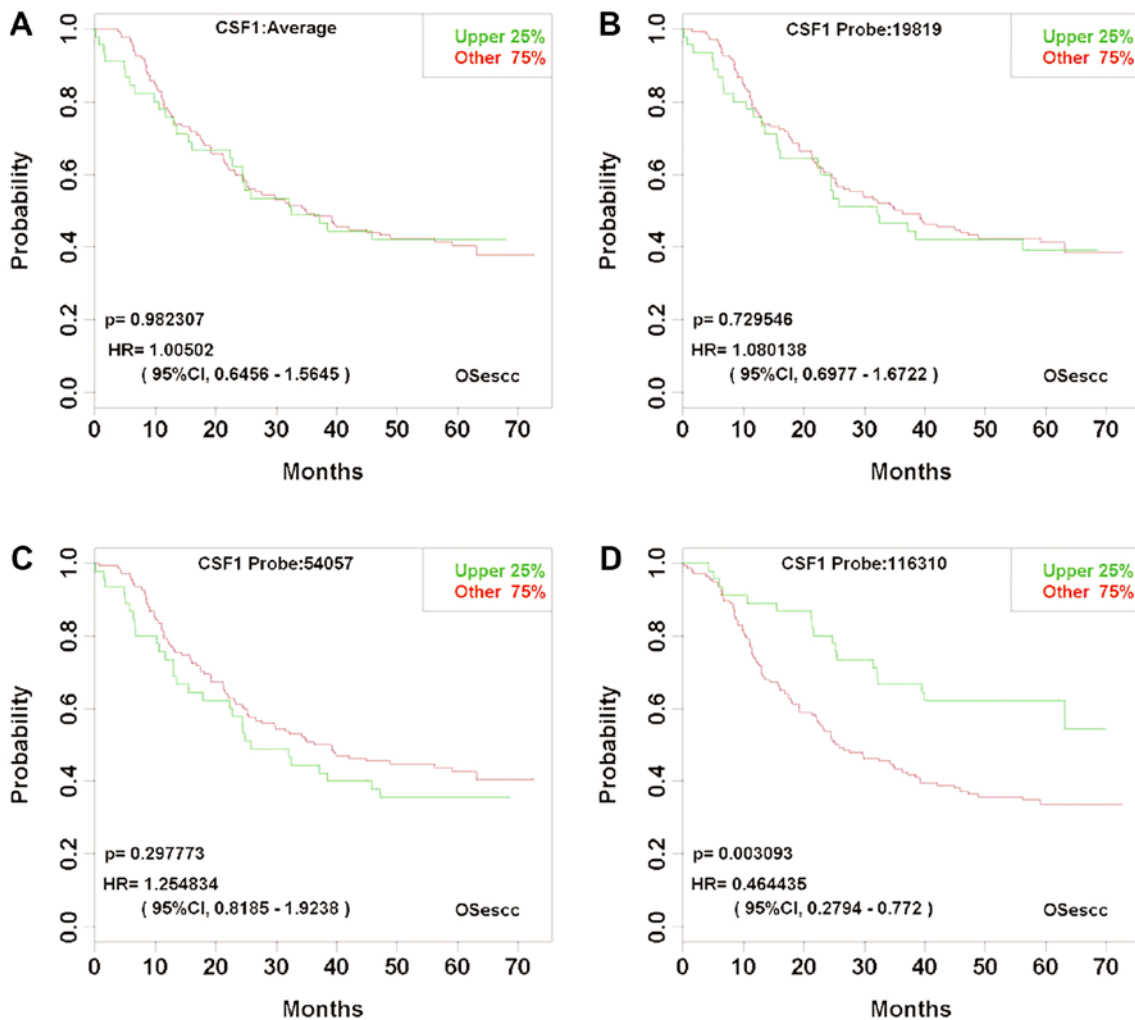 A
CSF1:Average
Upper 25%
Other 75%
1.0
0.8
0.6
0.4
0.2
0.0
Probability
p= 0.982307
HR= 1.00502
( 95%CI, 0.6456 - 1.5645 )
OSescc
0 10 20 30 40 50 60 70
Months
B
CSF1 Probe:19819
Upper 25%
Other 75%
1.0
0.8
0.6
0.4
0.2
0.0
Probability
p= 0.729546
HR= 1.080138
( 95%CI, 0.6977 - 1.6722 )
OSescc
0 10 20 30 40 50 60 70
Months
C
CSF1 Probe:54057
Upper 25%
Other 75%
1.0
0.8
0.6
0.4
0.2
0.0
Probability
p= 0.297773
HR= 1.254834
( 95%CI, 0.8185 - 1.9238 )
OSescc
0 10 20 30 40 50 60 70
Months
D
CSF1 Probe:116310
Upper 25%
Other 75%
1.0
0.8
0.6
0.4
0.2
0.0
Probability
p= 0.003093
HR= 0.464435
( 95%CI, 0.2794 - 0.772 )
OSescc
0 10 20 30 40 50 60 70
Months